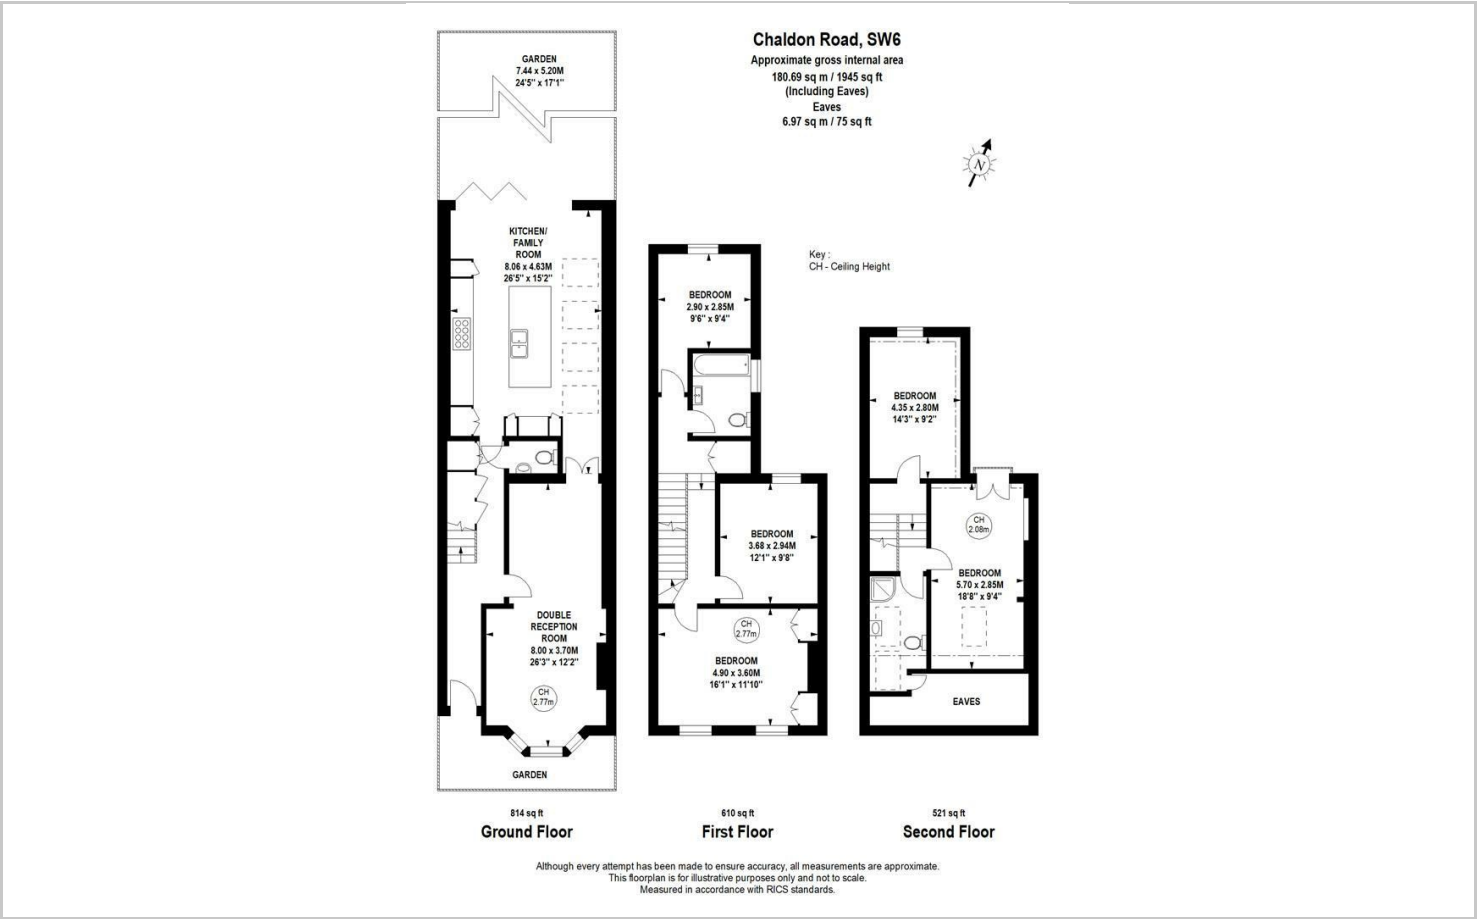 Chaldon Road, SW6
Approximate gross internal area
180.69 sq m / 1945 sq ft
(Including Eaves)
Eaves
6.97 sq m / 75 sq ft
N
Key :
CH - Ceiling Height
GARDEN
7.44 x 5.20M
24'5" x 17'1"
KITCHEN/
FAMILY
ROOM
8.06 x 4.63M
26'5" x 15'2"
DOUBLE
RECEPTION
ROOM
8.00 x 3.70M
26'3" x 12'2"
CH
2.77m
GARDEN
814 sq ft
Ground Floor
BEDROOM
2.90 x 2.85M
9'6" x 9'4"
BEDROOM
3.68 x 2.94M
12'1" x 9'8"
CH
2.77m
BEDROOM
4.90 x 3.60M
16'1" x 11'10"
610 sq ft
First Floor
BEDROOM
4.35 x 2.80M
14'3" x 9'2"
CH
2.08m
BEDROOM
5.70 x 2.85M
18'8" x 9'4"
EAVES
521 sq ft
Second Floor
Although every attempt has been made to ensure accuracy, all measurements are approximate.
This floorplan is for illustrative purposes only and not to scale.
Measured in accordance with RICS standards.